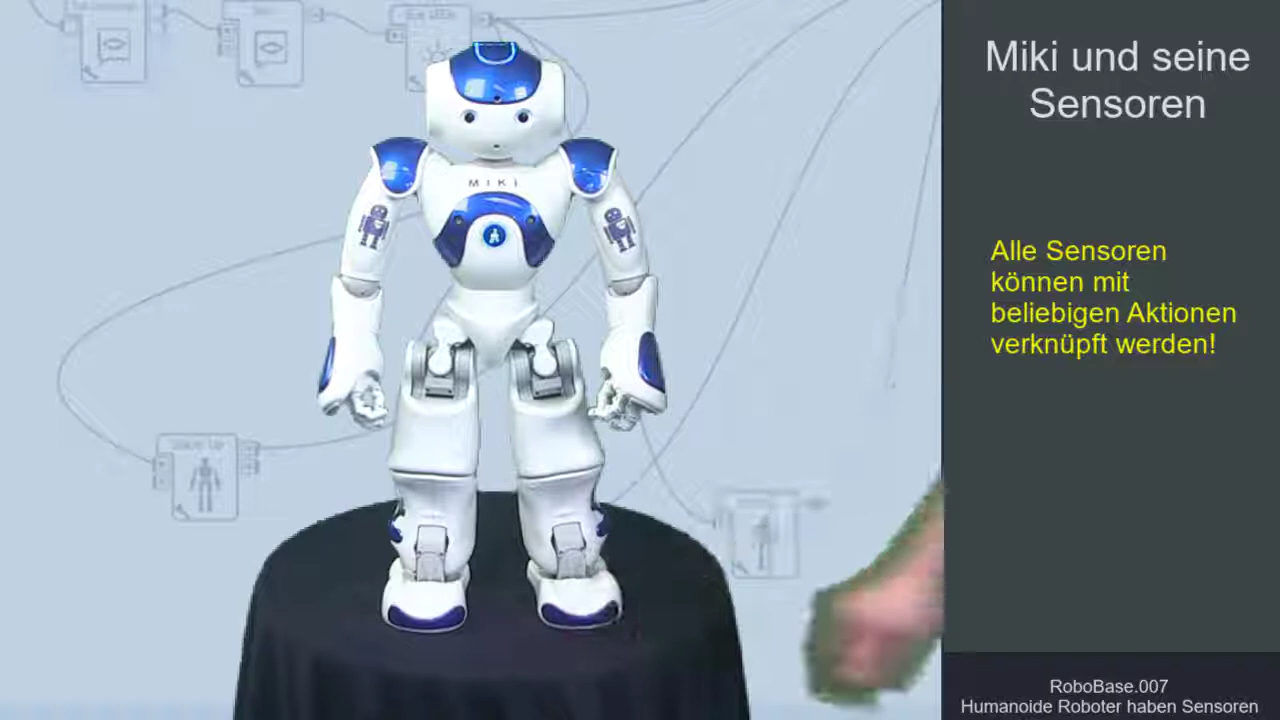 Miki und seine
Sensoren
MIKI
Alle Sensoren
können mit
beliebigen Aktionen
verknüpft werden!
RoboBase.007
Humanoide Roboter haben Sensoren